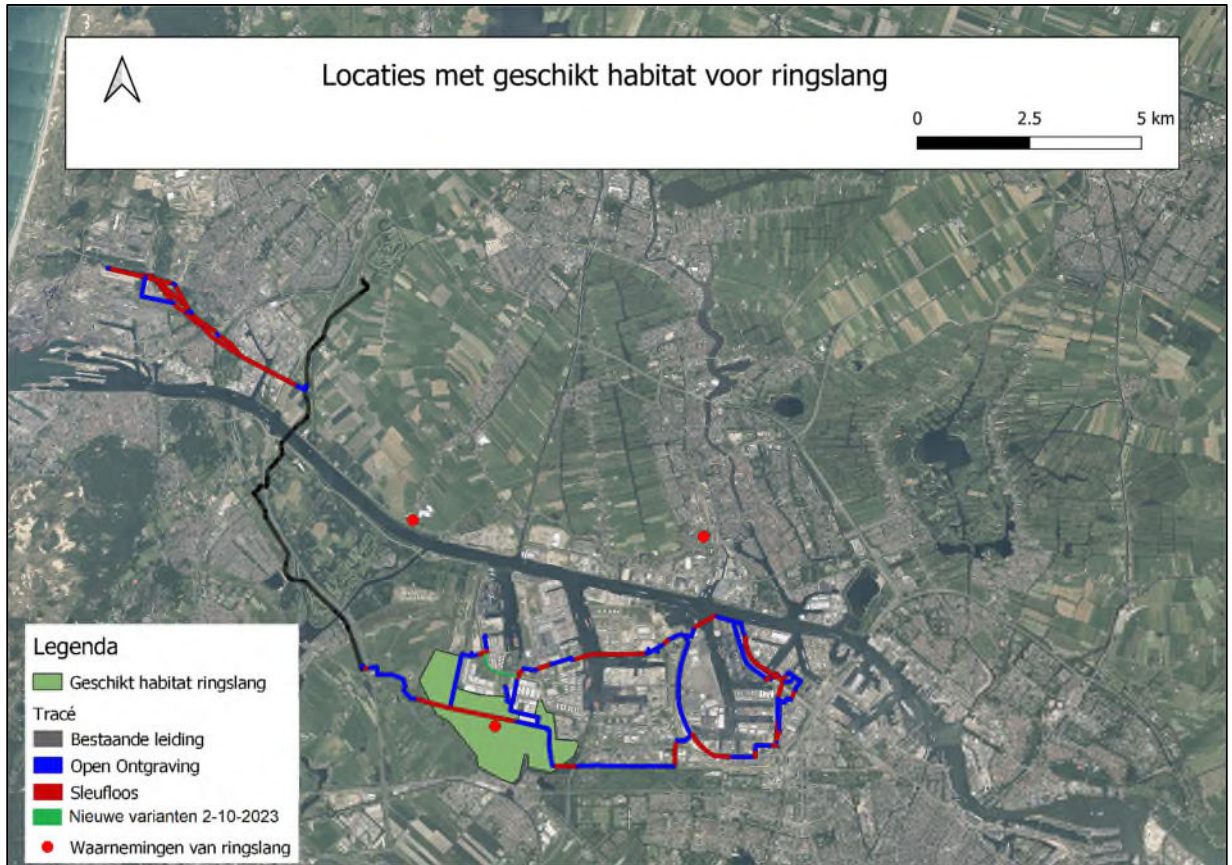 Locaties met geschikt habitat voor ringslang
0 2.5 5 km
Legenda
Geschikt habitat ringslang
Tracé
Bestaande leiding
Open Ontgraving
Sleufloos
Nieuwe varianten 2-10-2023
Waarnemingen van ringslang